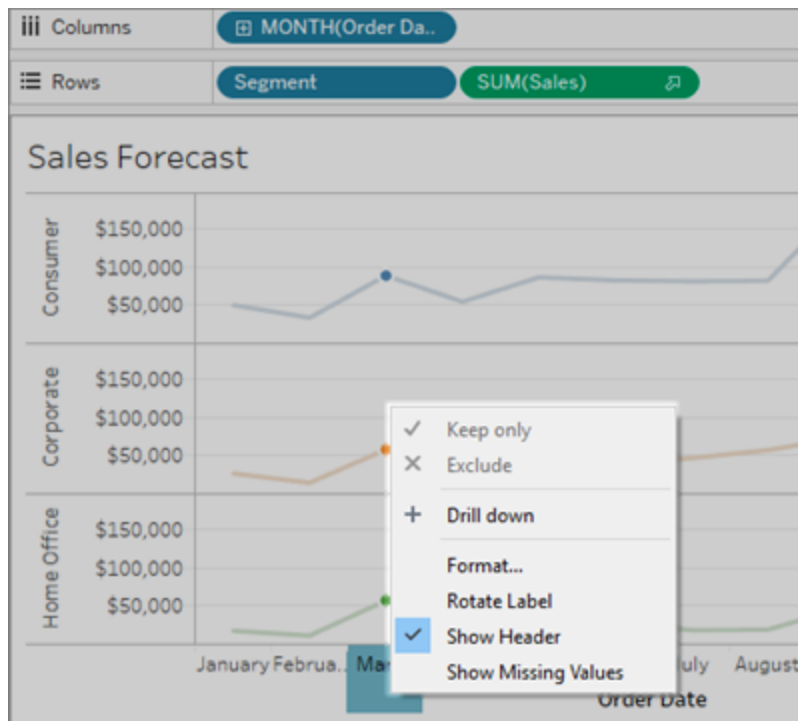 Columns
MONTH(Order Da..
Rows
Segment
SUM(Sales)
Sales Forecast
Consumer
$150,000
$100,000
$50,000
Corporate
$150,000
$100,000
$50,000
Home Office
$150,000
$100,000
$50,000
Keep only
Exclude
Drill down
Format...
Rotate Label
Show Header
Show Missing Values
January Februa.. Ma uly August
Order Date